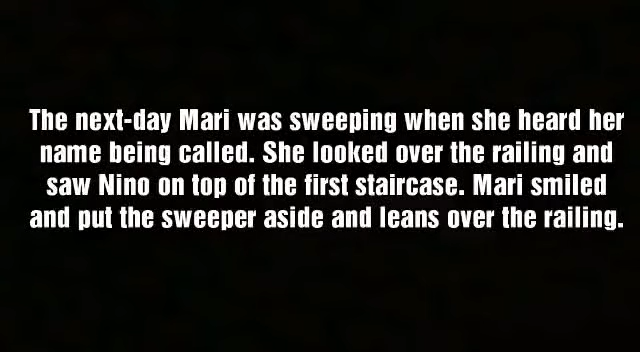 The next-day Mari was sweeping when she heard her
name being called. She looked over the railing and
saw Nino on top of the first staircase. Mari smiled
and put the sweeper aside and leans over the railing.